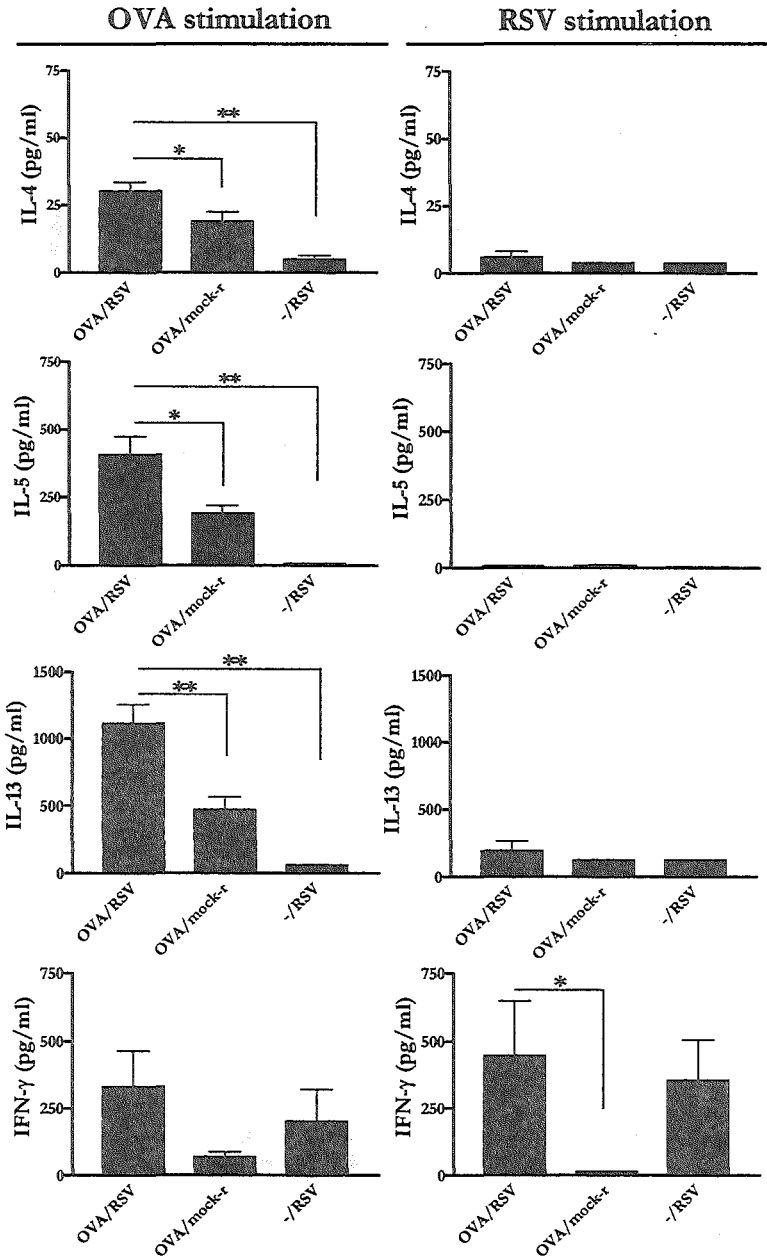 OVA stimulation
RSV stimulation
IL-4 (pg/ml)
75
50
25
0
**
*
OVA/RSV
OVA/mock-r
-/RSV
IL-4 (pg/ml)
75
50
25
0
OVA/RSV
OVA/mock-r
-/RSV
IL-5 (pg/ml)
750
500
250
0
**
*
OVA/RSV
OVA/mock-r
-/RSV
IL-5 (pg/ml)
750
500
250
0
OVA/RSV
OVA/mock-r
-/RSV
IL-13 (pg/ml)
1500
1000
500
0
**
**
OVA/RSV
OVA/mock-r
-/RSV
IL-13 (pg/ml)
1500
1000
500
0
OVA/RSV
OVA/mock-r
-/RSV
IFN-γ (pg/ml)
750
500
250
0
OVA/RSV
OVA/mock-r
-/RSV
IFN-γ (pg/ml)
750
500
250
0
*
OVA/RSV
OVA/mock-r
-/RSV